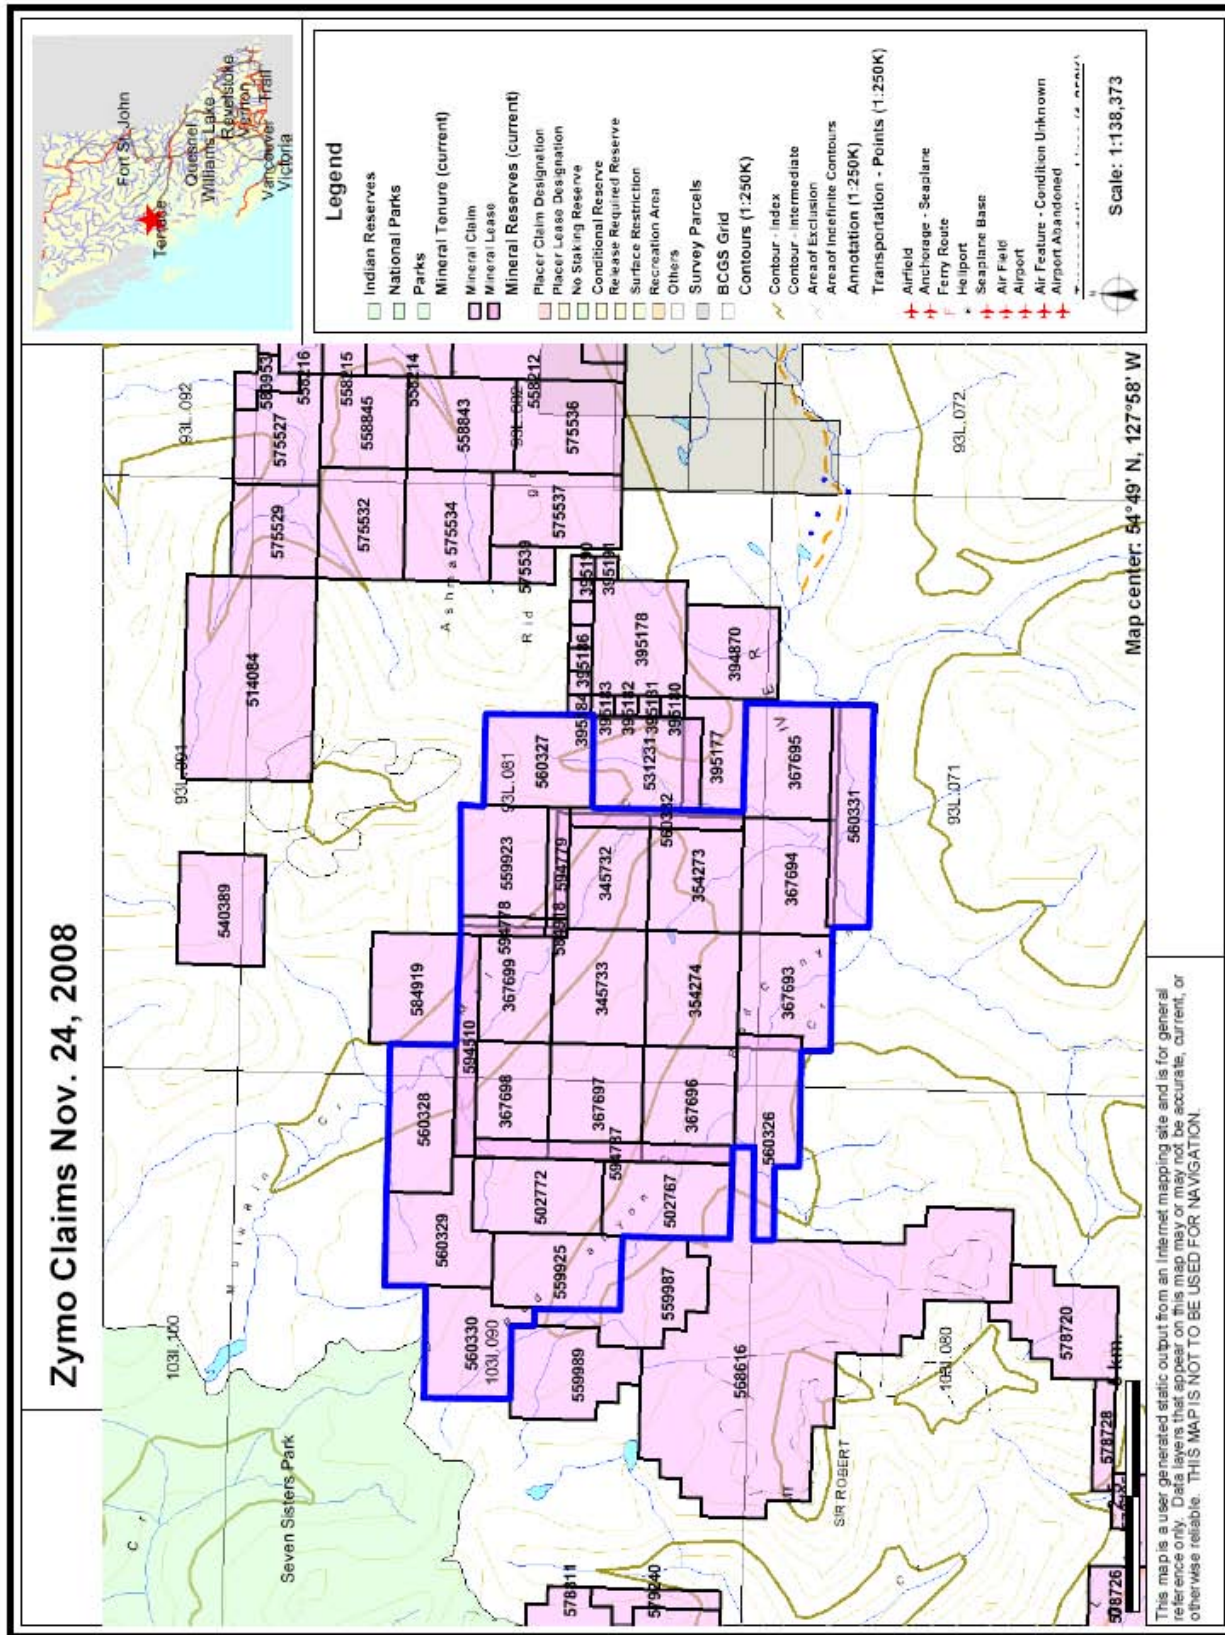 Zymo Claims Nov. 24, 2008
Fort St. John
Terrace
Quesnel
Williams Lake
Revelstoke
Vernon
Vancouver
Trail
Victoria
Legend
Indian Reserves
National Parks
Parks
Mineral Tenure (current)
Mineral Claim
Mineral Lease
Mineral Reserves (current)
Placer Claim Designation
Placer Lease Designation
No Staking Reserve
Conditional Reserve
Release Required Reserve
Surface Restriction
Recreation Area
Others
Survey Parcels
BCGS Grid
Contours (1:250K)
Contour - Index
Contour - Intermediate
Area of Exclusion
Area of Indefinite Contours
Annotation (1:250K)
Transportation - Points (1:250K)
Airfield
Anchorage - Seaplane
Ferry Route
Heliport
Seaplane Base
Air Field
Airport
Air Feature - Condition Unknown
Airport Abandoned
N
Scale: 1:138,373
103I.100
Seven Sisters Park
93L.091
93L.092
540389
514084
575529
575527
558216
558215
558214
558212
575532
558845
575534
558843
575537
575536
575539
584919
560328
560329
560330
103I.090
559989
559925
559987
502772
502767
594787
594510
367698
367697
367696
367699
345733
354274
367693
594778
594779
559923
345732
354273
367694
560327
93L.081
560326
560331
367695
531231
395177
395178
395180
395181
395182
395183
395184
395186
395190
395191
394870
568616
MT
SIR ROBERT
103I.080
578720
578728
578726
578811
579240
93L.071
93L.072
Map center: 54°49' N, 127°58' W
This map is a user generated static output from an Internet mapping site and is for general
reference only. Data layers that appear on this map may or may not be accurate, current, or
otherwise reliable. THIS MAP IS NOT TO BE USED FOR NAVIGATION.